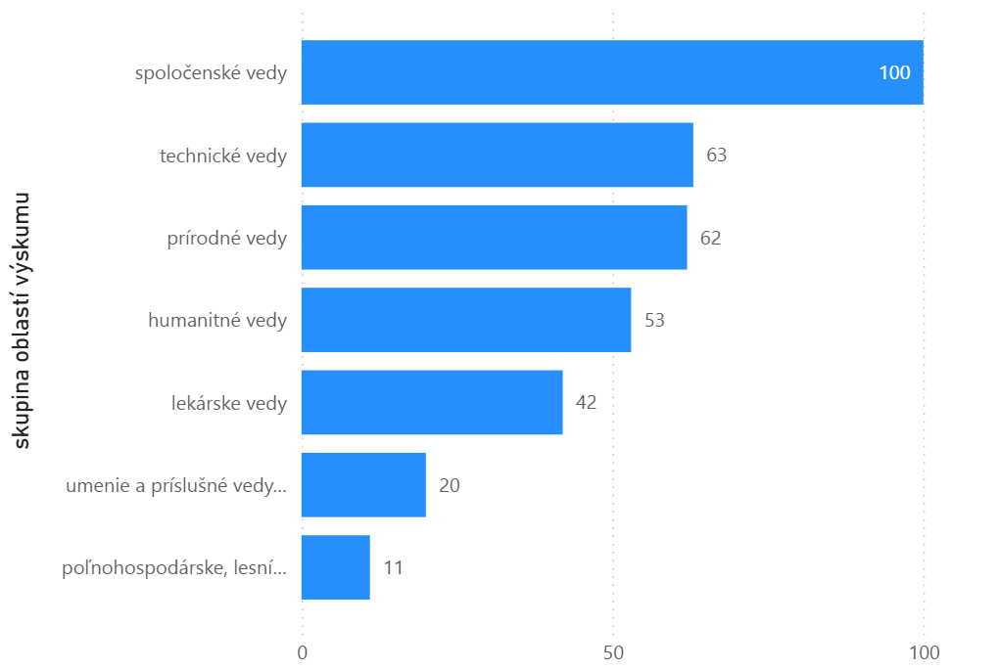 skupina oblastí výskumu
spoločenské vedy 100
technické vedy 63
prírodné vedy 62
humanitné vedy 53
lekárske vedy 42
umenie a príslušné vedy... 20
poľnohospodárske, lesní... 11
0 50 100